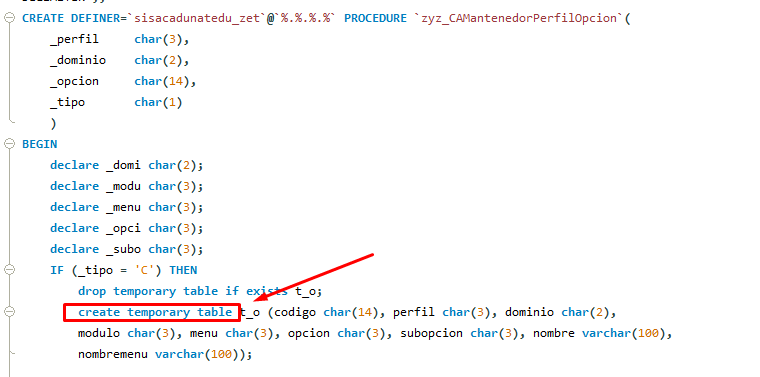 CREATE DEFINER=`sisacadunatedu_zet`@`%.%.%.%` PROCEDURE `zyz_CAMantenedorPerfilOpcion`(
_perfil char(3),
_dominio char(2),
_opcion char(14),
_tipo char(1)
)
BEGIN
declare _domi char(2);
declare _modu char(3);
declare _menu char(3);
declare _opci char(3);
declare _subo char(3);
IF (_tipo = 'C') THEN
drop temporary table if exists t_o;
create temporary table t_o (codigo char(14), perfil char(3), dominio char(2),
modulo char(3), menu char(3), opcion char(3), subopcion char(3), nombre varchar(100),
nombremenu varchar(100));